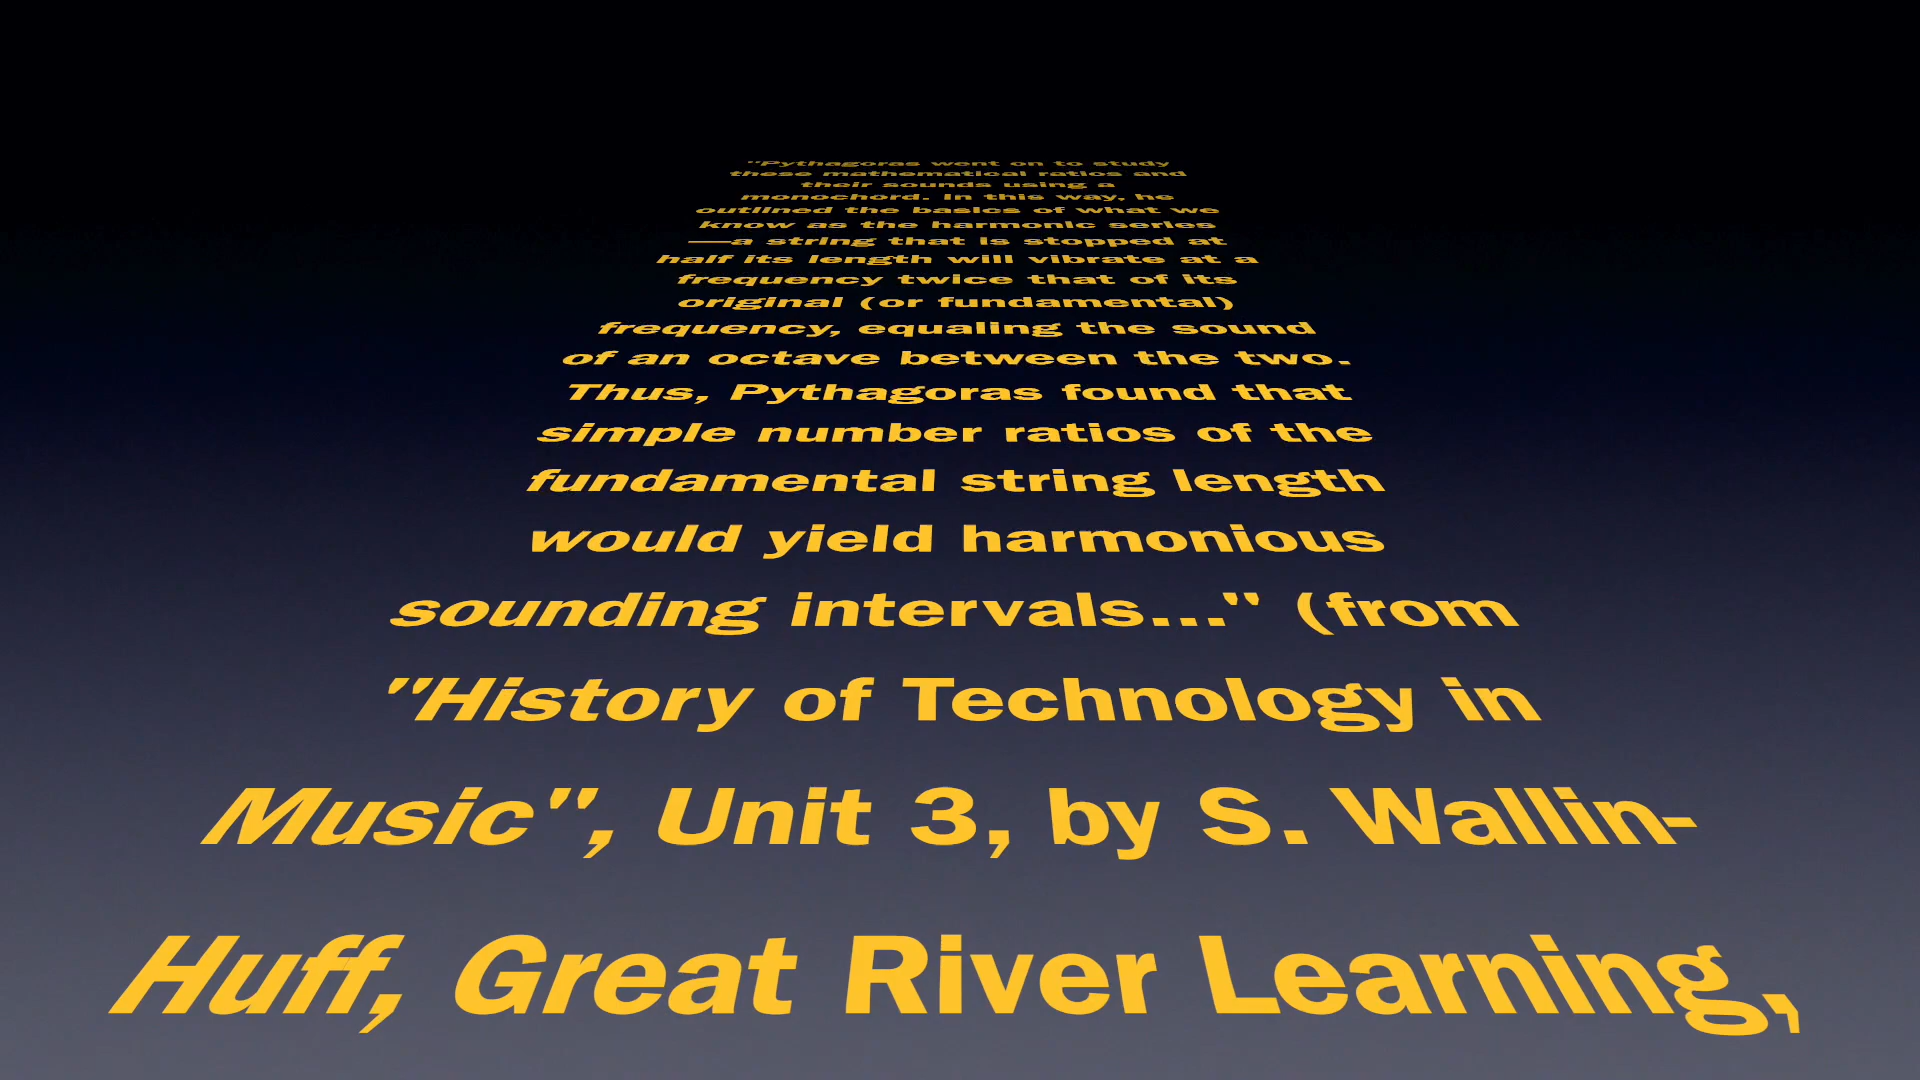 "Pythagoras went on to study
these mathematical ratios and
their sounds using a
monochord. In this way, he
outlined the basics of what we
know as the harmonic series
—a string that is stopped at
half its length will vibrate at a
frequency twice that of its
original (or fundamental)
frequency, equaling the sound
of an octave between the two.
Thus, Pythagoras found that
simple number ratios of the
fundamental string length
would yield harmonious
sounding intervals..." (from
"History of Technology in
Music", Unit 3, by S. Wallin-
Huff, Great River Learning,